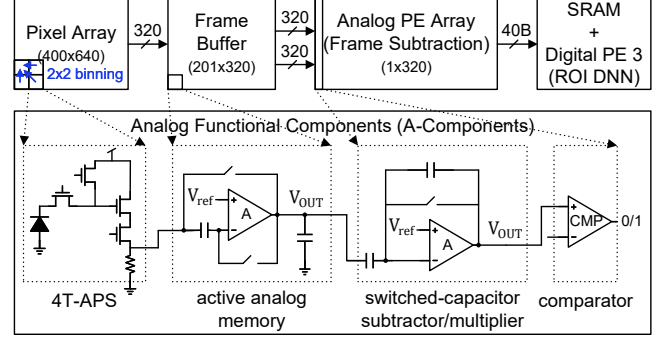 Pixel Array
(400x640)
2x2 binning
320
Frame
Buffer
(201x320)
320
320
Analog PE Array
(Frame Subtraction)
(1x320)
40B
SRAM
+
Digital PE 3
(ROI DNN)
Analog Functional Components (A-Components)
Vref
+
A
−
VOUT
Vref
+
A
−
VOUT
+
CMP
−
0/1
4T-APS
active analog
memory
switched-capacitor
subtractor/multiplier
comparator